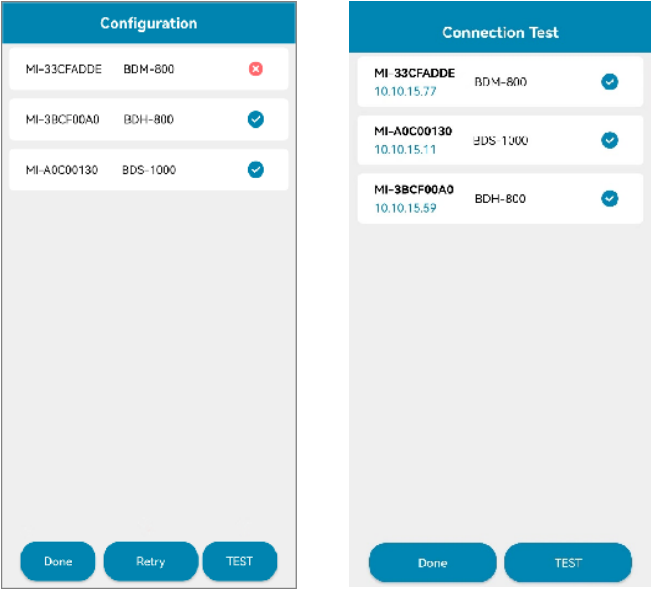 Configuration
MI-33CFADDE BDM-800
MI-3BCF00A0 BDH-800
MI-A0C00130 BDS-1000
Done Retry TEST
Connection Test
MI-33CFADDE
BDM-800
10.10.15.77
MI-A0C00130
BDS-1000
10.10.15.11
MI-3BCF00A0
BDH-800
10.10.15.59
Done TEST